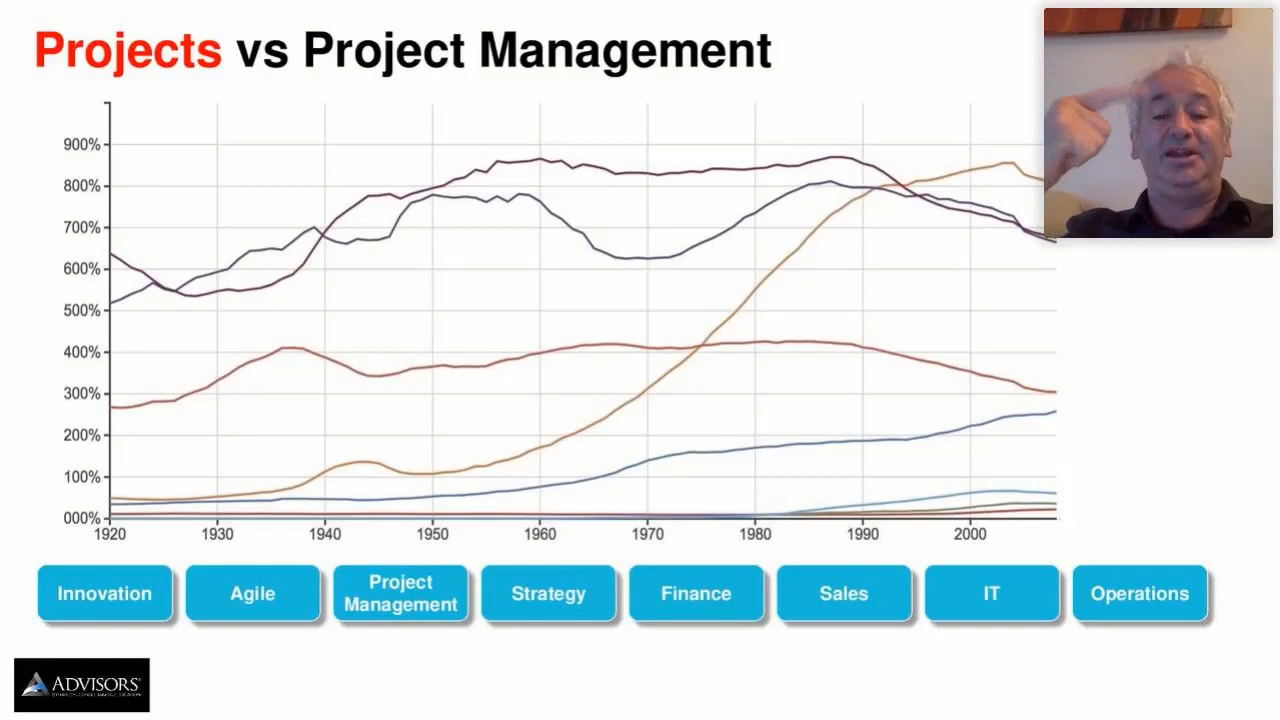 Projects vs Project Management
900%
800%
700%
600%
500%
400%
300%
200%
100%
000%
1920 1930 1940 1950 1960 1970 1980 1990 2000
Innovation
Agile
Project
Management
Strategy
Finance
Sales
IT
Operations
ADVISORS